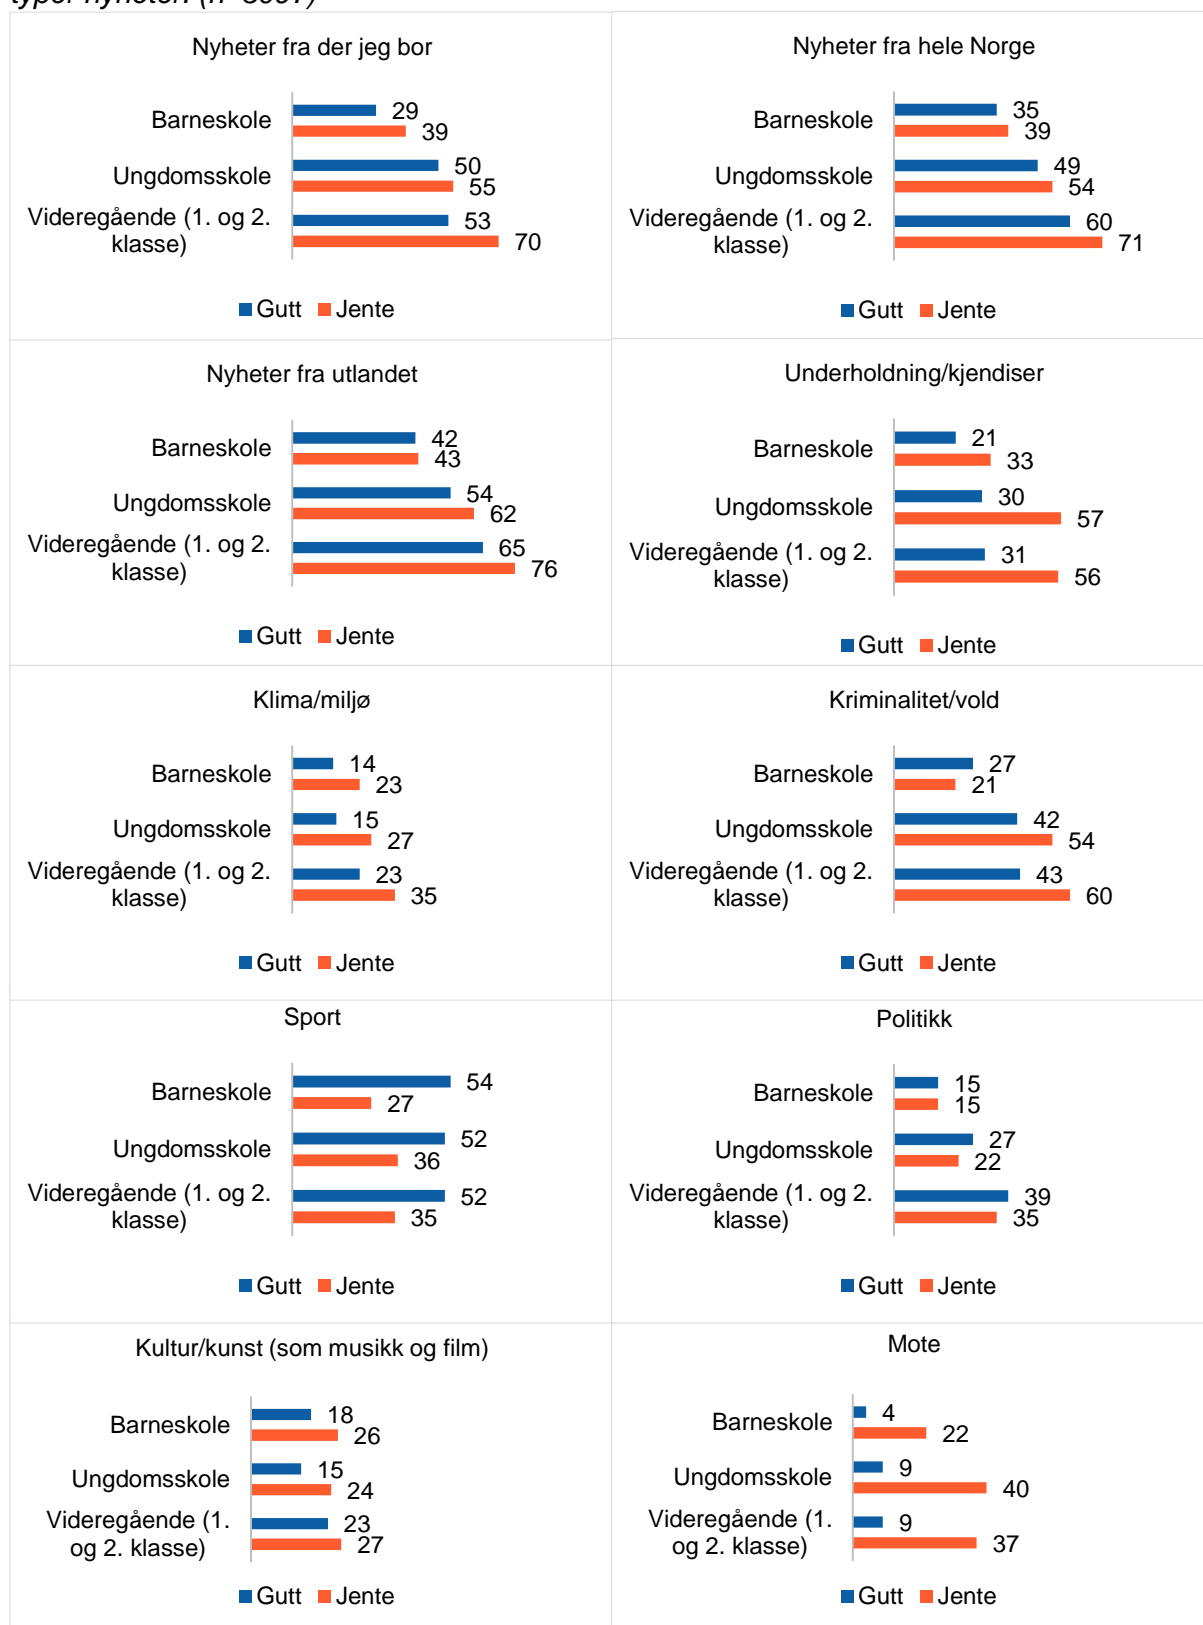 Nyheter fra der jeg bor
Barneskole
29
39
Ungdomsskole
50
55
Videregående (1. og 2.
klasse)
53
70
Gutt Jente
Nyheter fra hele Norge
Barneskole
35
39
Ungdomsskole
49
54
Videregående (1. og 2.
klasse)
60
71
Gutt Jente
Nyheter fra utlandet
Barneskole
42
43
Ungdomsskole
54
62
Videregående (1. og 2.
klasse)
65
76
Gutt Jente
Underholdning/kjendiser
Barneskole
21
33
Ungdomsskole
30
57
Videregående (1. og 2.
klasse)
31
56
Gutt Jente
Klima/miljø
Barneskole
14
23
Ungdomsskole
15
27
Videregående (1. og 2.
klasse)
23
35
Gutt Jente
Kriminalitet/vold
Barneskole
27
21
Ungdomsskole
42
54
Videregående (1. og 2.
klasse)
43
60
Gutt Jente
Sport
Barneskole
54
27
Ungdomsskole
52
36
Videregående (1. og 2.
klasse)
52
35
Gutt Jente
Politikk
Barneskole
15
15
Ungdomsskole
27
22
Videregående (1. og 2.
klasse)
39
35
Gutt Jente
Kultur/kunst (som musikk og film)
Barneskole
18
26
Ungdomsskole
15
24
Videregående (1.
og 2. klasse)
23
27
Gutt Jente
Mote
Barneskole
4
22
Ungdomsskole
9
40
Videregående (1.
og 2. klasse)
9
37
Gutt Jente